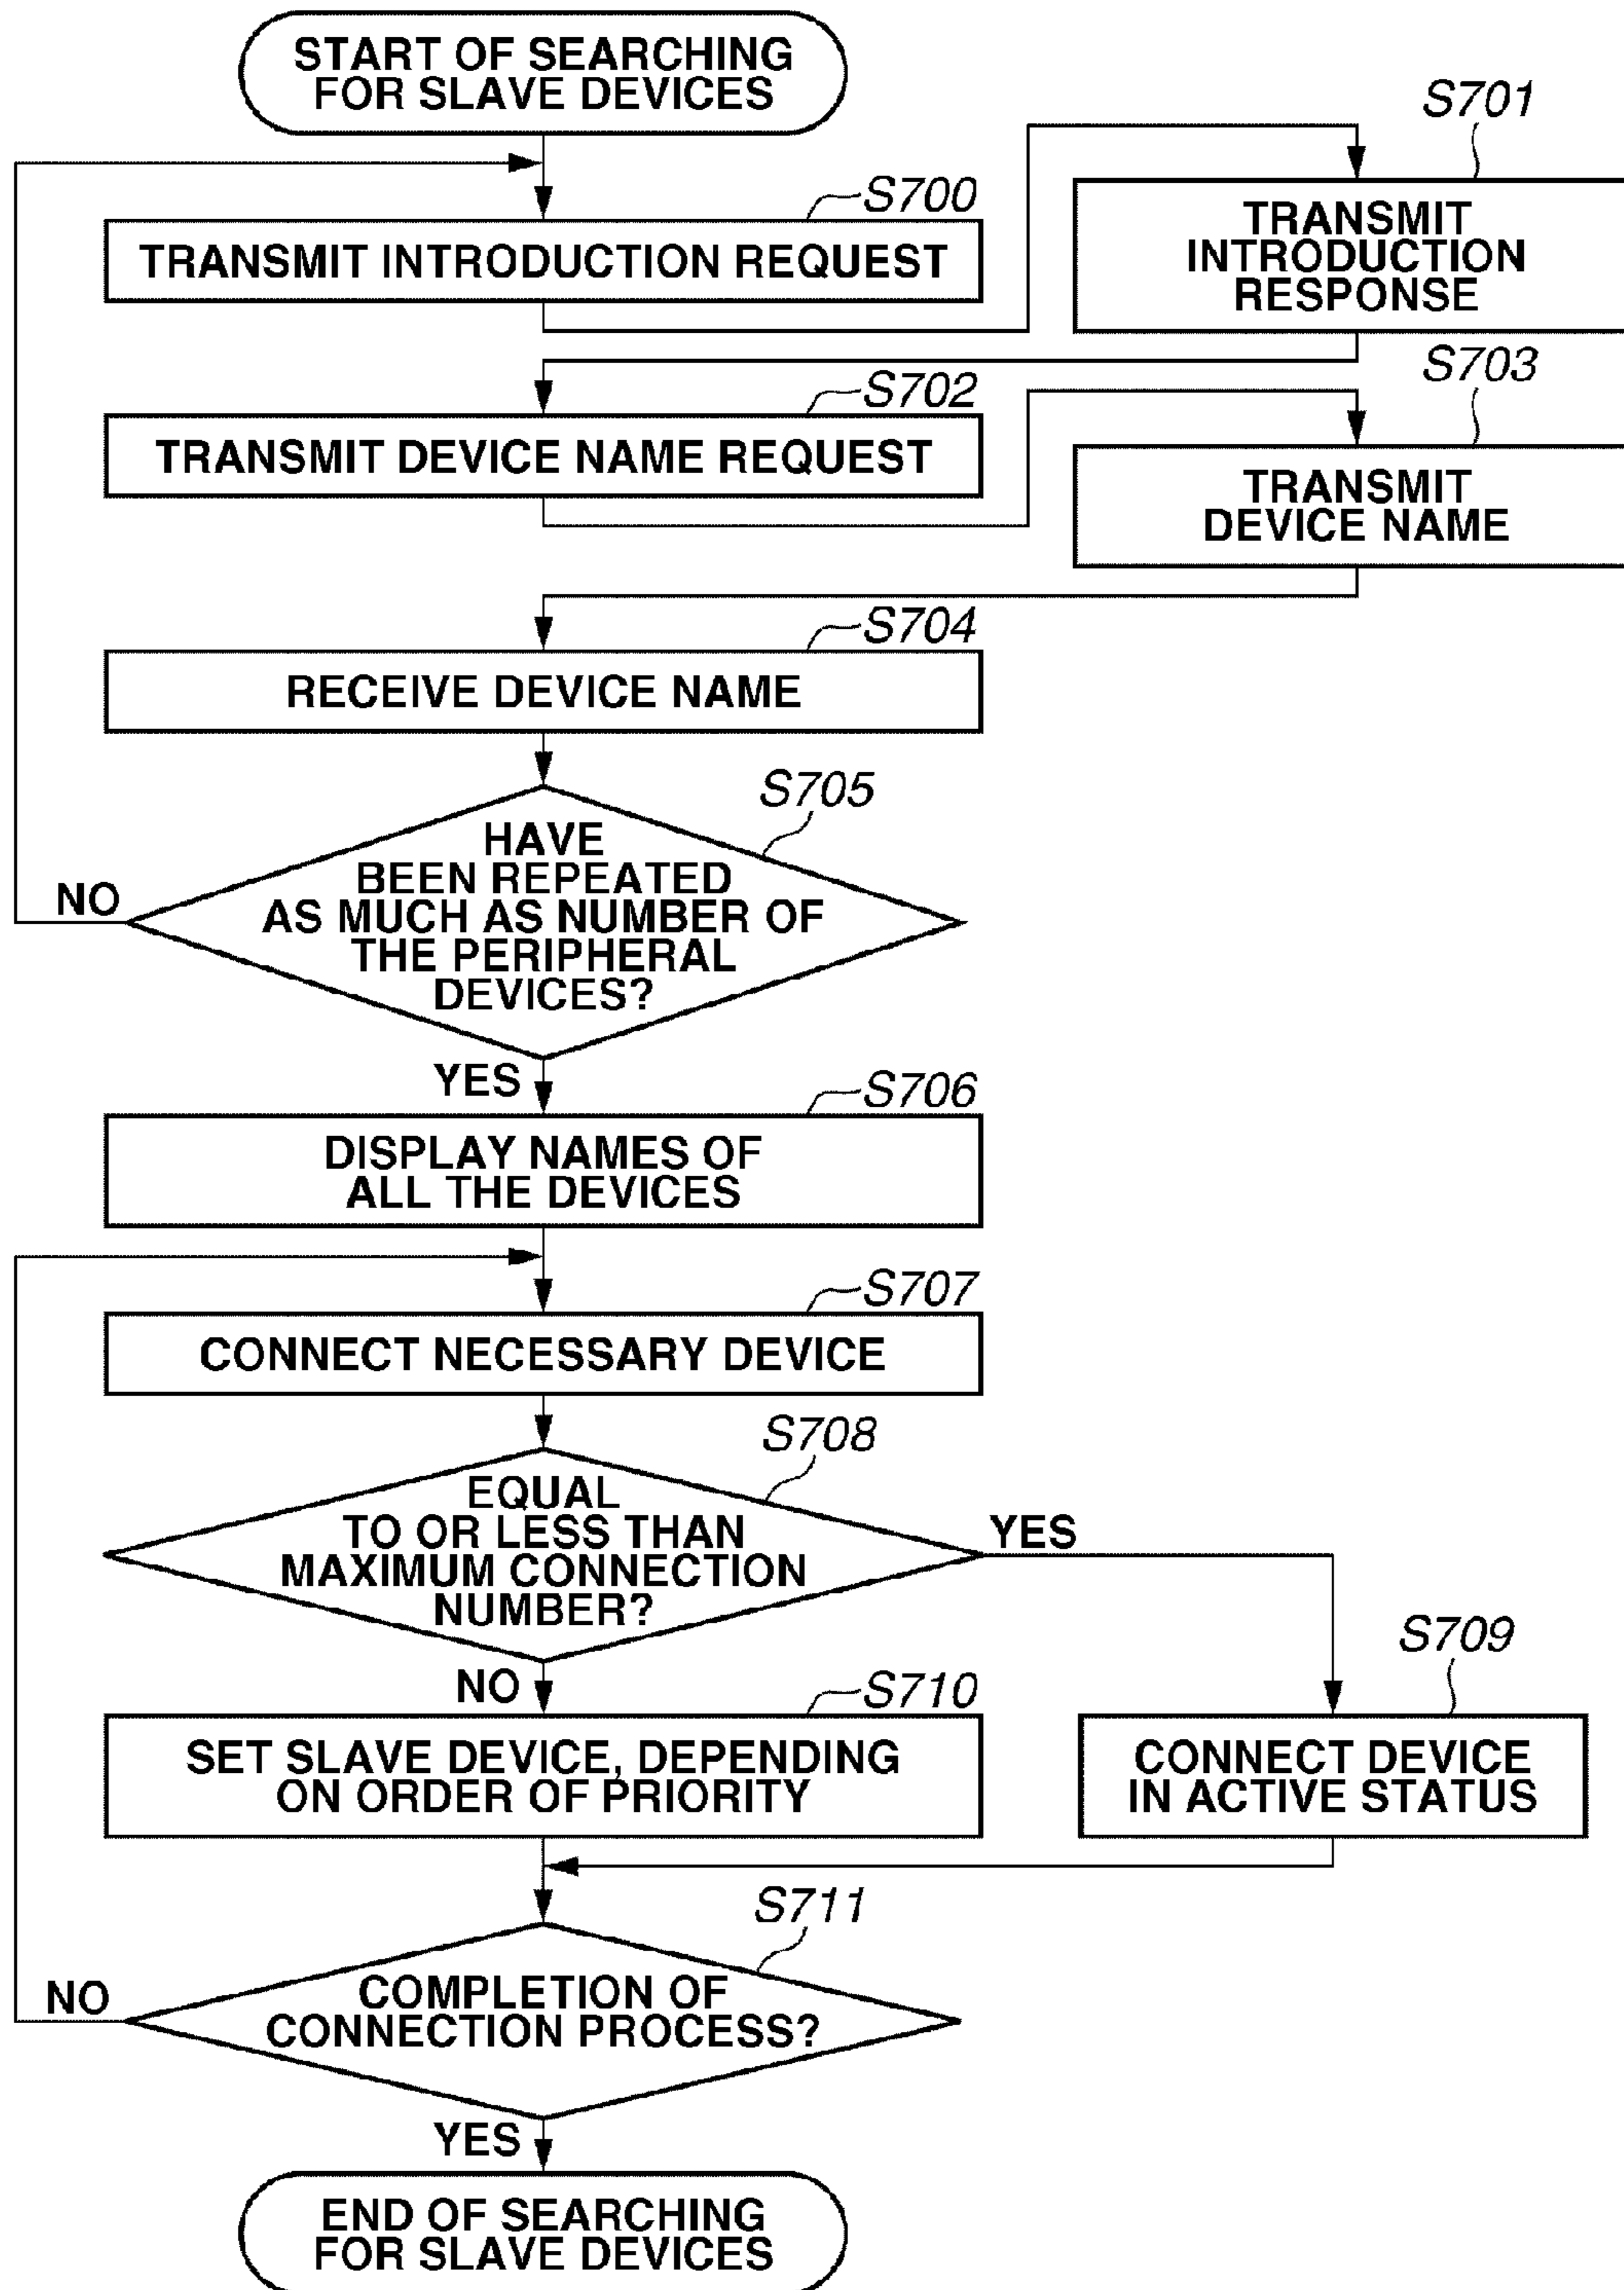 START OF SEARCHING
FOR SLAVE DEVICES
S700
TRANSMIT INTRODUCTION REQUEST
S701
TRANSMIT
INTRODUCTION
RESPONSE
S702
TRANSMIT DEVICE NAME REQUEST
S703
TRANSMIT
DEVICE NAME
S704
RECEIVE DEVICE NAME
S705
HAVE
BEEN REPEATED
AS MUCH AS NUMBER OF
THE PERIPHERAL
DEVICES?
NO
YES
S706
DISPLAY NAMES OF
ALL THE DEVICES
S707
CONNECT NECESSARY DEVICE
S708
EQUAL
TO OR LESS THAN
MAXIMUM CONNECTION
NUMBER?
YES
NO
S709
CONNECT DEVICE
IN ACTIVE STATUS
S710
SET SLAVE DEVICE, DEPENDING
ON ORDER OF PRIORITY
S711
COMPLETION OF
CONNECTION PROCESS?
NO
YES
END OF SEARCHING
FOR SLAVE DEVICES